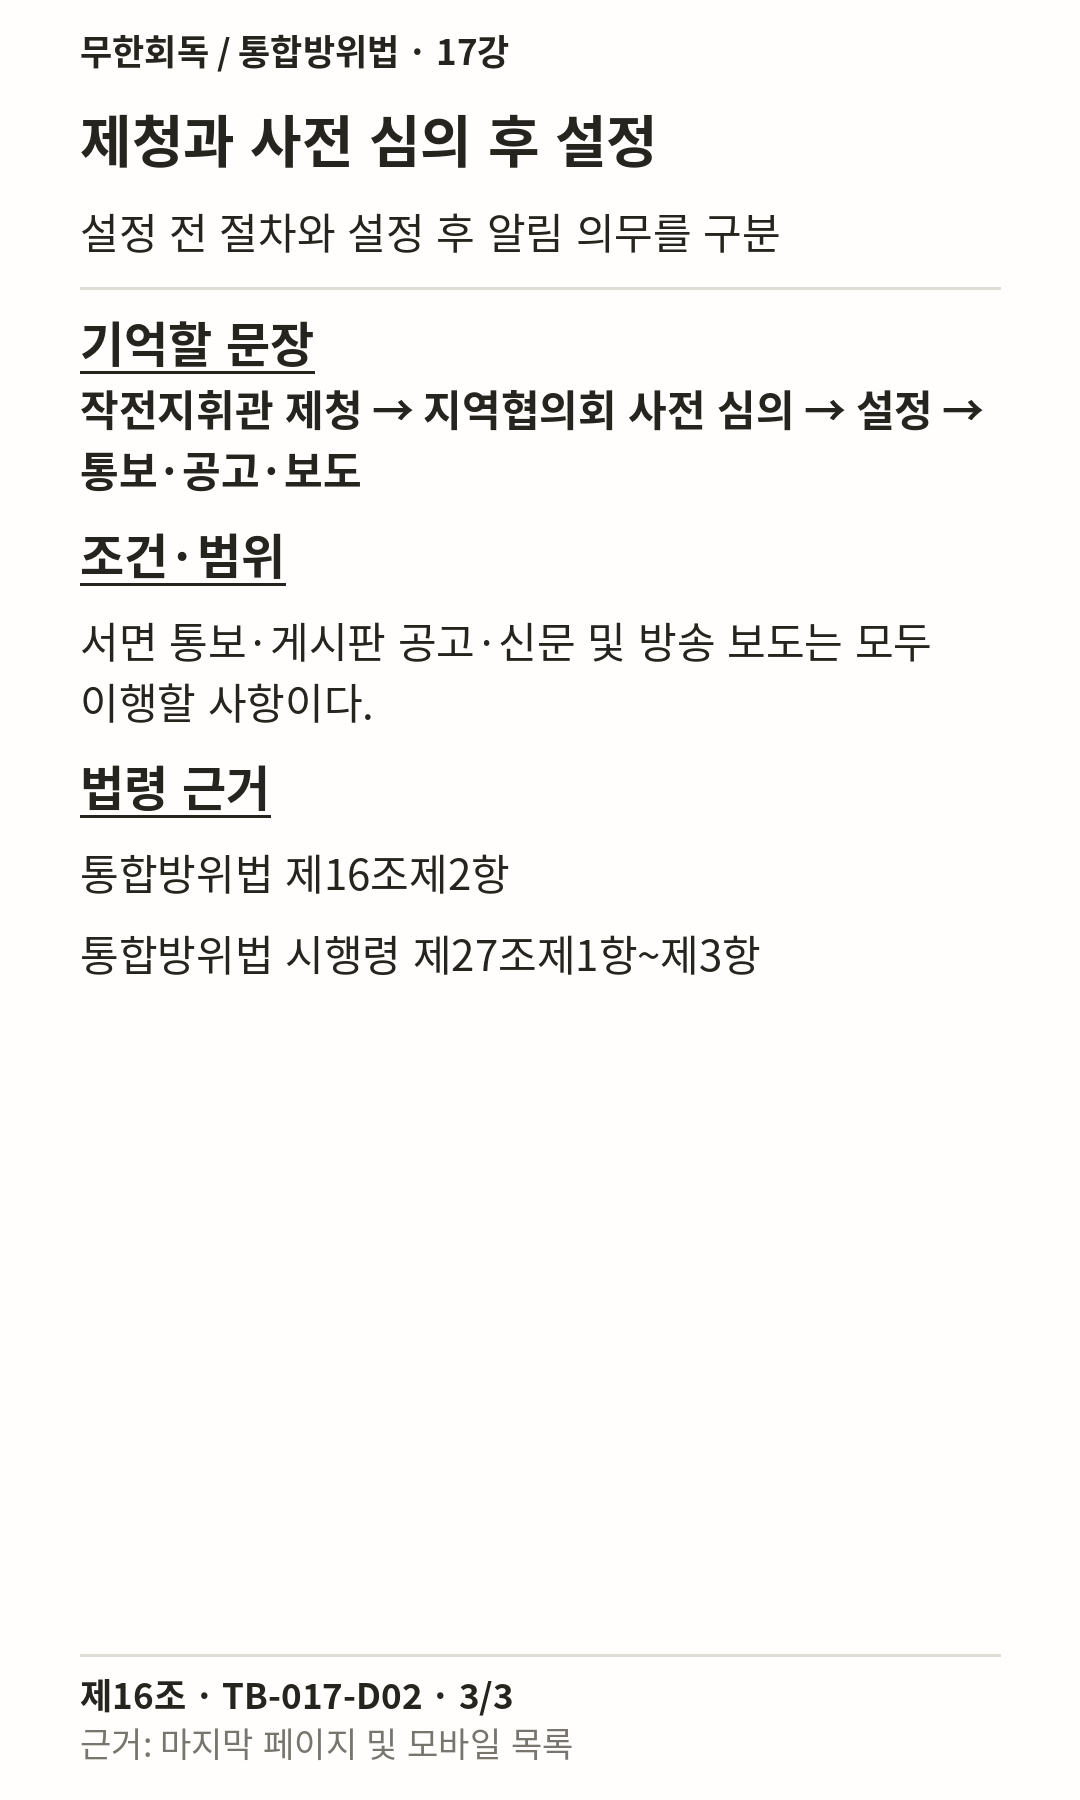 무한회독 / 통합방위법 · 17강
제청과 사전 심의 후 설정
설정 전 절차와 설정 후 알림 의무를 구분
기억할 문장
작전지휘관 제청 → 지역협의회 사전 심의 → 설정 →
통보·공고·보도
조건·범위
서면 통보·게시판 공고·신문 및 방송 보도는 모두
이행할 사항이다.
법령 근거
통합방위법 제16조제2항
통합방위법 시행령 제27조제1항~제3항
제16조 · TB-017-D02 · 3/3
근거: 마지막 페이지 및 모바일 목록